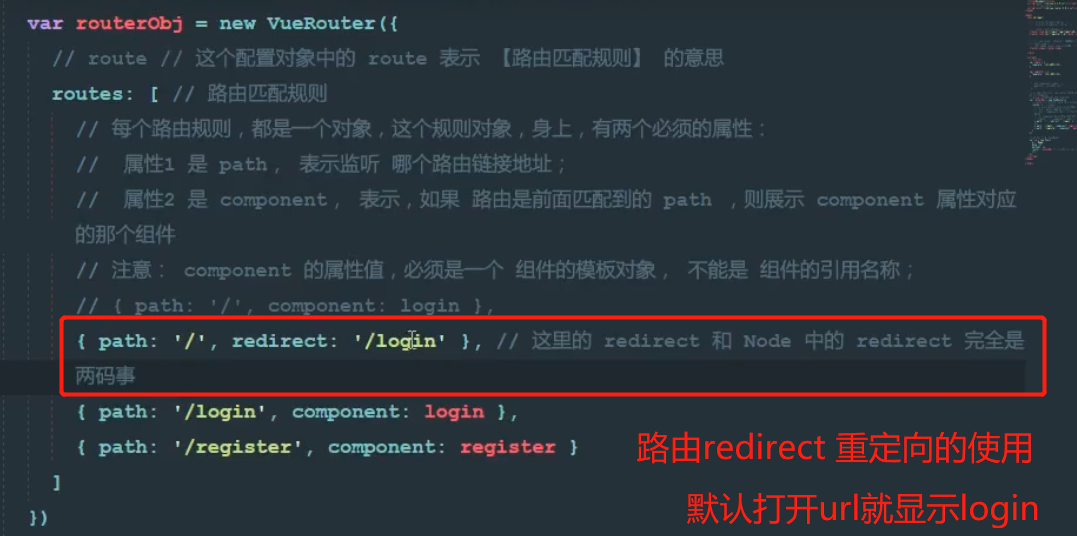 var routerObj = new VueRouter({
// route // 这个配置对象中的 route 表示 【路由匹配规则】 的意思
routes: [ // 路由匹配规则
// 每个路由规则，都是一个对象，这个规则对象，身上，有两个必须的属性：
// 属性1 是 path， 表示监听 哪个路由链接地址；
// 属性2 是 component， 表示，如果 路由是前面匹配到的 path ，则展示 component 属性对应
的那个组件
// 注意： component 的属性值，必须是一个 组件的模板对象， 不能是 组件的引用名称；
// { path: '/', component: login },
{ path: '/', redirect: '/login' }, // 这里的 redirect 和 Node 中的 redirect 完全是
两码事
{ path: '/login', component: login },
{ path: '/register', component: register }
路由redirect 重定向的使用
]
默认打开url就显示login
})